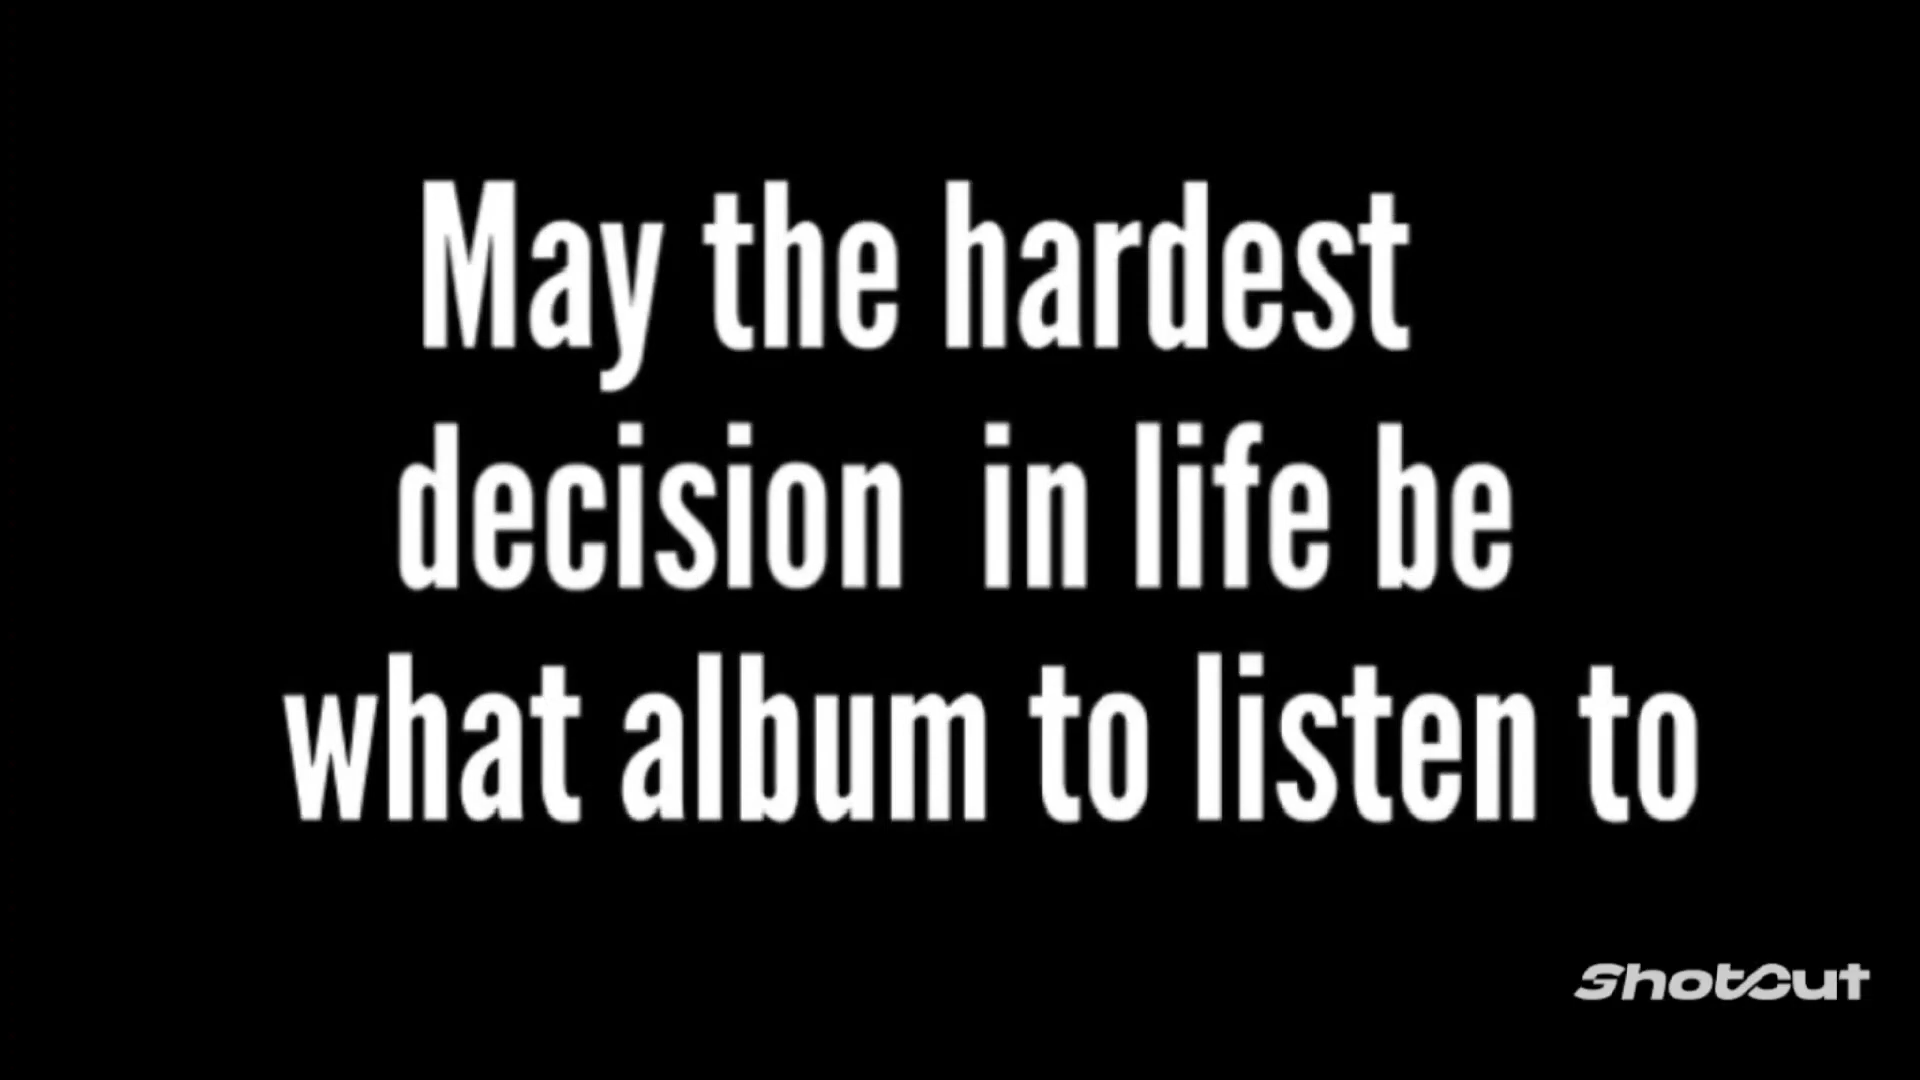 May the hardest
decision  in life be
what album to listen to
ShotCut